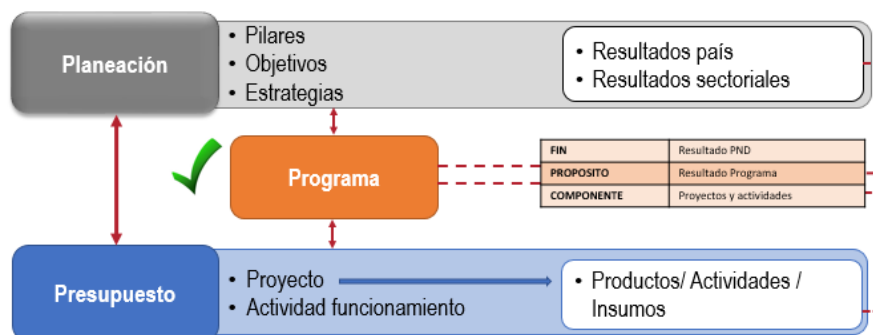 Planeación
• Pilares
• Objetivos
• Estrategias
• Resultados país
• Resultados sectoriales
Programa
FIN Resultado PND
PROPOSITO Resultado Programa
COMPONENTE Proyectos y actividades
Presupuesto
• Proyecto
• Actividad funcionamiento
• Productos/ Actividades /
Insumos